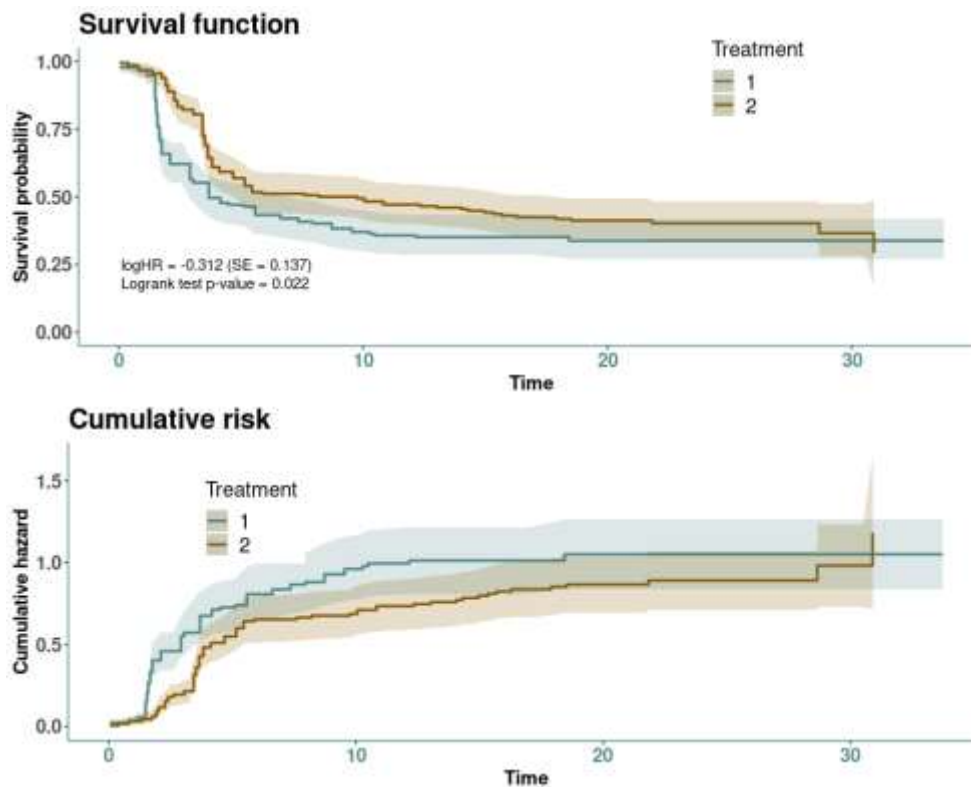 Survival function
Treatment
1
2
1.00
0.75
0.50
0.25
0.00
Survival probability
logHR = -0.312 (SE = 0.137)
Logrank test p-value = 0.022
0 10 20 30
Time
Cumulative risk
Treatment
1
2
1.5
1.0
0.5
0.0
Cumulative hazard
0 10 20 30
Time